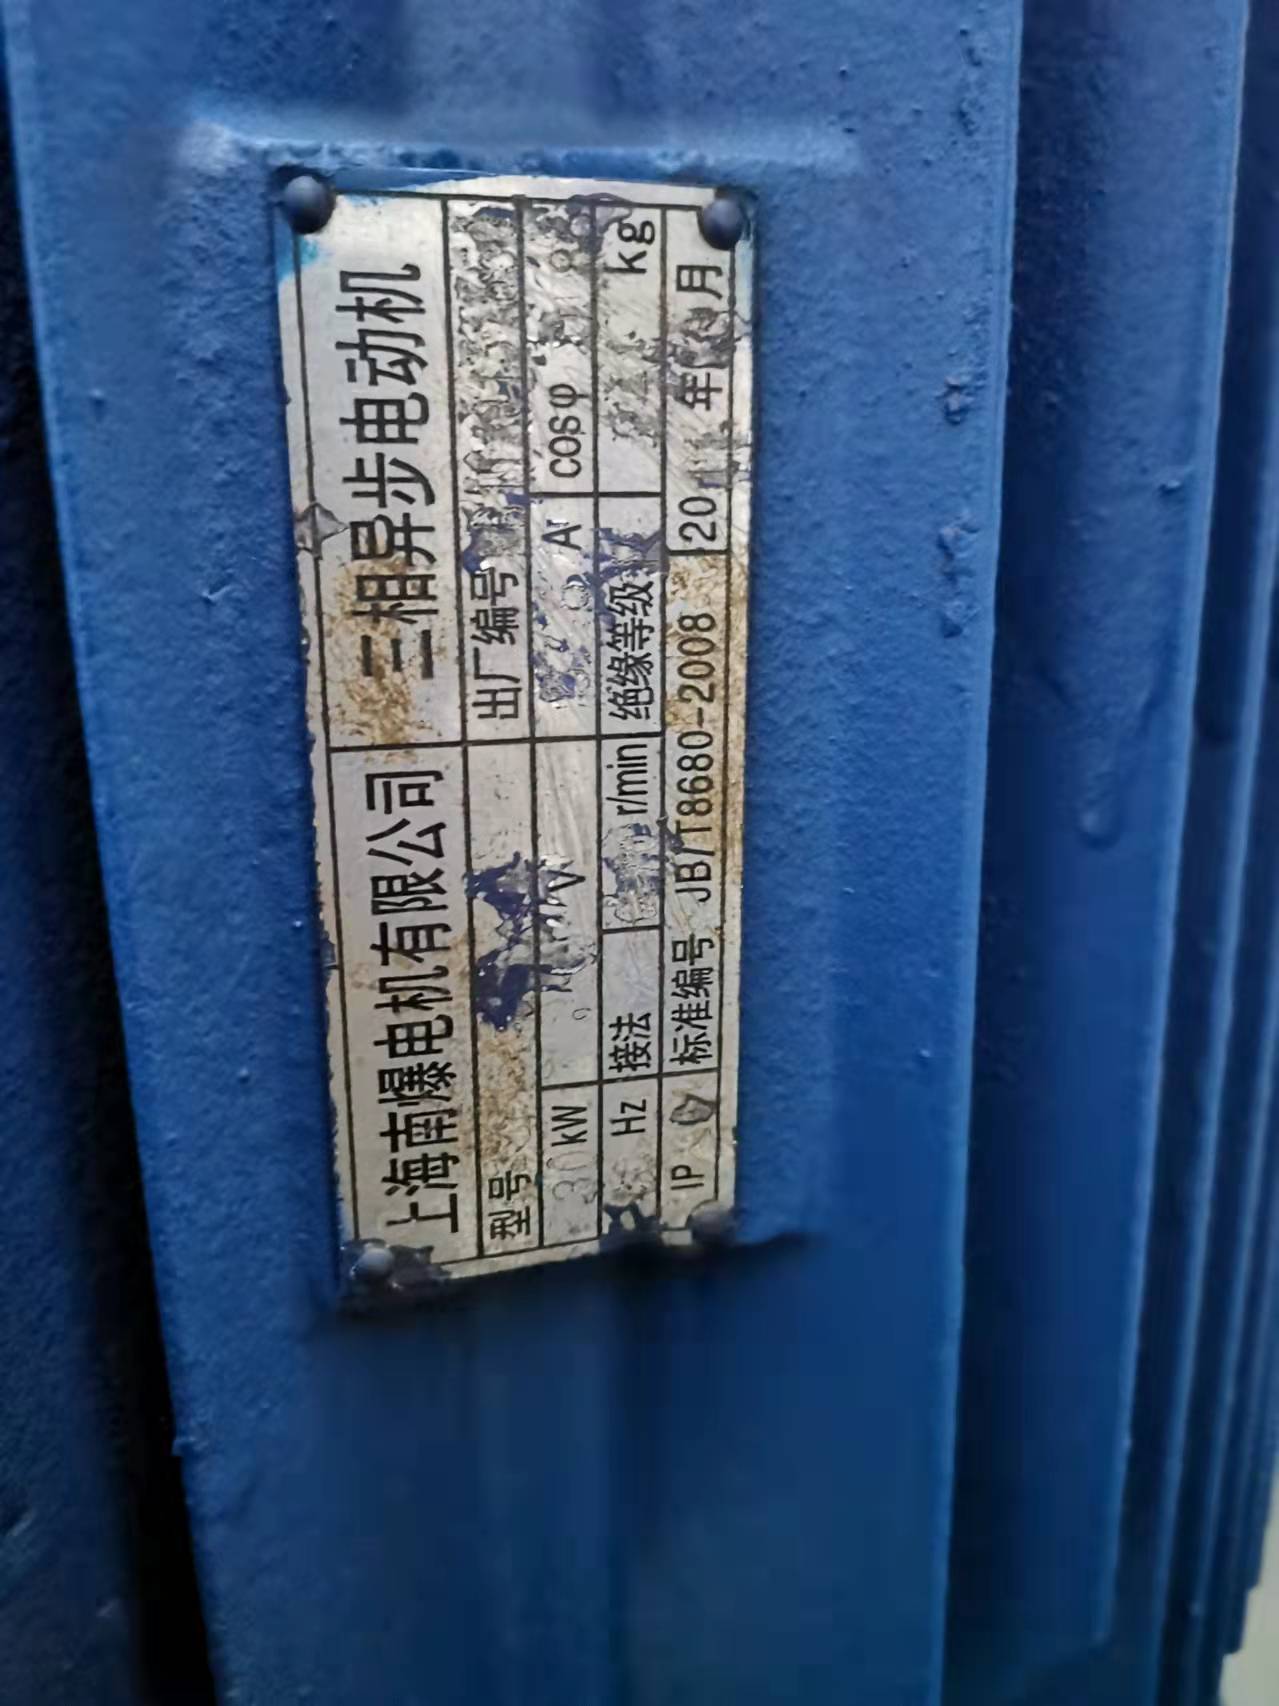 上海南爆电机有限公司 三相异步电动机
型号 出厂编号
30 kW V A cosφ
Hz 接法 r/min 绝缘等级 kg
IP 标准编号 JB/T8680-2008 20 年 月